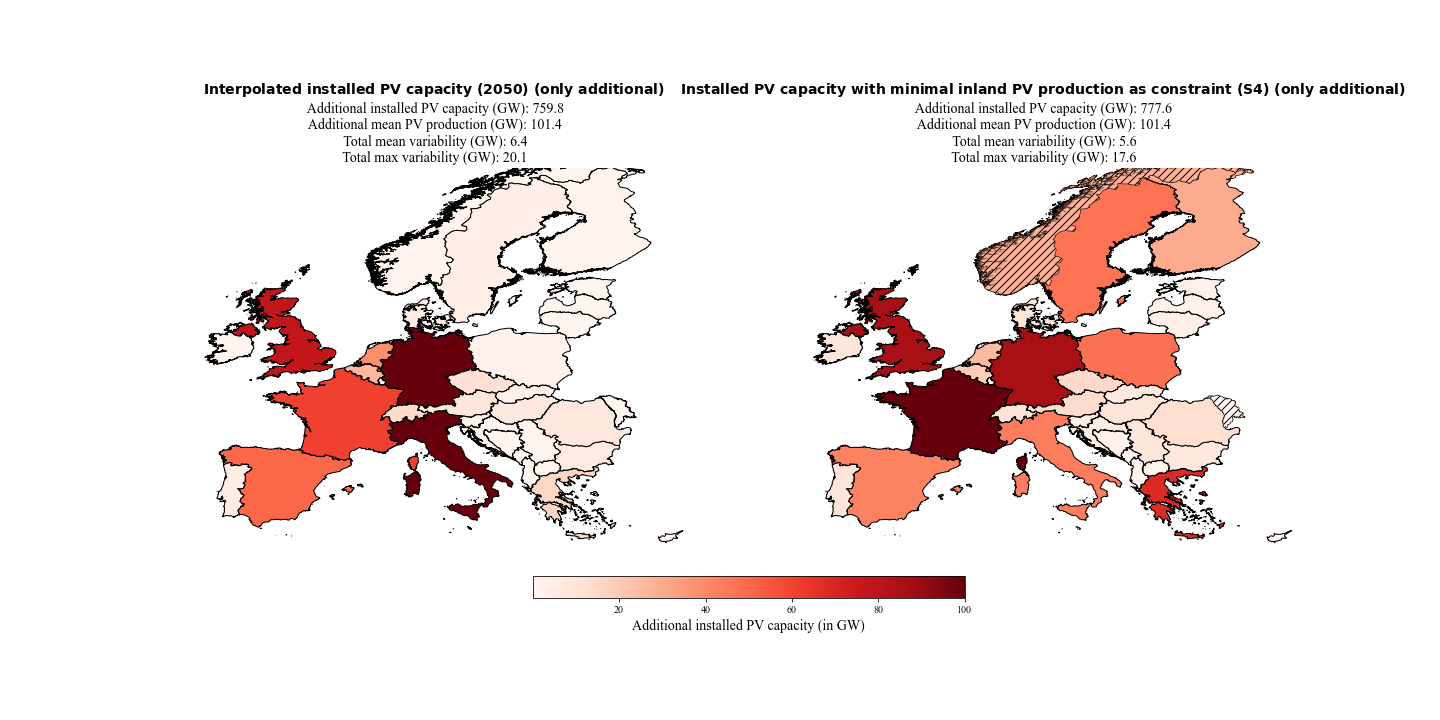 Interpolated installed PV capacity (2050) (only additional)
Additional installed PV capacity (GW): 759.8
Additional mean PV production (GW): 101.4
Total mean variability (GW): 6.4
Total max variability (GW): 20.1
Installed PV capacity with minimal inland PV production as constraint (S4) (only additional)
Additional installed PV capacity (GW): 777.6
Additional mean PV production (GW): 101.4
Total mean variability (GW): 5.6
Total max variability (GW): 17.6
20 40 60 80 100
Additional installed PV capacity (in GW)